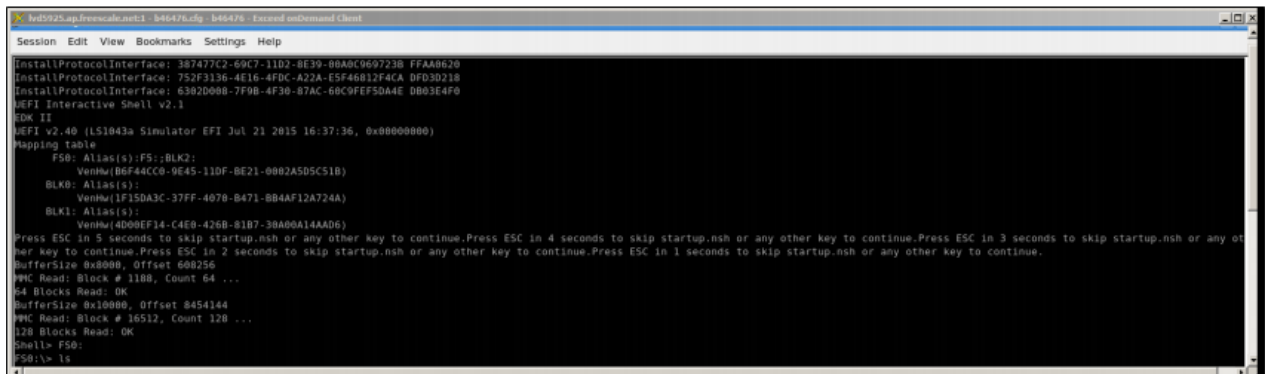 lvd5925.ap.freescale.net:1 - b46476.cfg - b46476 - Exceed onDemand Client
Session Edit View Bookmarks Settings Help
InstallProtocolInterface: 387477C2-69C7-11D2-8E39-00A0C969723B FFAA0620
InstallProtocolInterface: 752F3136-4E16-4FDC-A22A-E5F46812F4CA DFD3D218
InstallProtocolInterface: 6302D008-7F9B-4F30-87AC-60C9FEF5DA4E DB03E4F0
UEFI Interactive Shell v2.1
EDK II
UEFI v2.40 (LS1043a Simulator EFI Jul 21 2015 16:37:36, 0x00000000)
Mapping table
FS0: Alias(s):F5:;BLK2:
VenHw(B6F44CC0-9E45-11DF-BE21-0002A5D5C51B)
BLK0: Alias(s):
VenHw(1F15DA3C-37FF-4070-B471-BB4AF12A724A)
BLK1: Alias(s):
VenHw(4D00EF14-C4E0-426B-81B7-30A00A14AAD6)
Press ESC in 5 seconds to skip startup.nsh or any other key to continue.Press ESC in 4 seconds to skip startup.nsh or any other key to continue.Press ESC in 3 seconds to skip startup.nsh or any ot
her key to continue.Press ESC in 2 seconds to skip startup.nsh or any other key to continue.Press ESC in 1 seconds to skip startup.nsh or any other key to continue.
BufferSize 0x8000, Offset 608256
MMC Read: Block # 1188, Count 64 ...
64 Blocks Read: OK
BufferSize 0x10000, Offset 8454144
MMC Read: Block # 16512, Count 128 ...
128 Blocks Read: OK
Shell> FS0:
FS0:\> ls